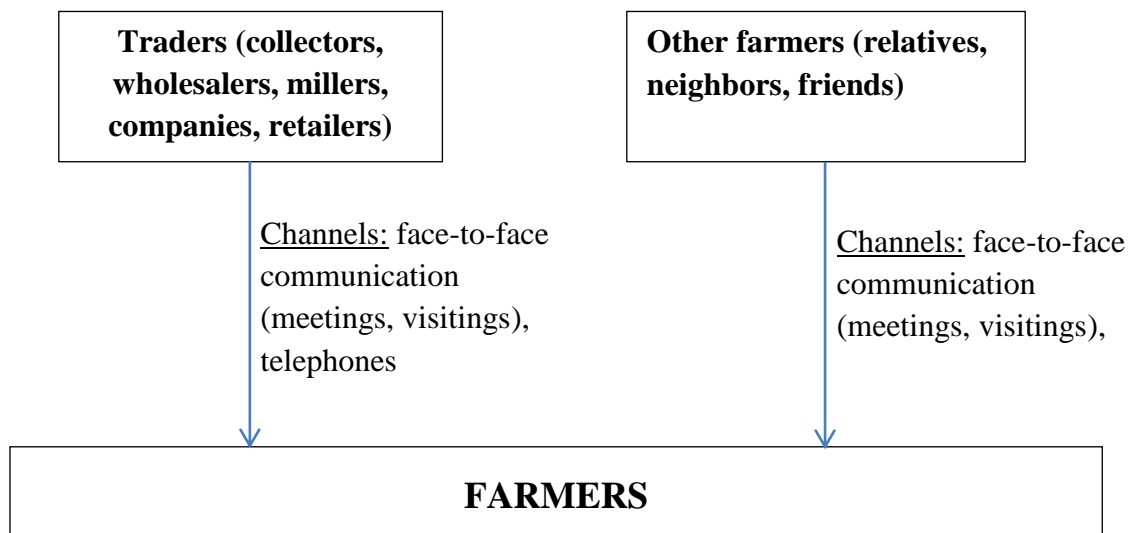 Traders (collectors,
wholesalers, millers,
companies, retailers)
Other farmers (relatives,
neighbors, friends)
Channels: face-to-face
communication
(meetings, visitings),
telephones
Channels: face-to-face
communication
(meetings, visitings),
FARMERS